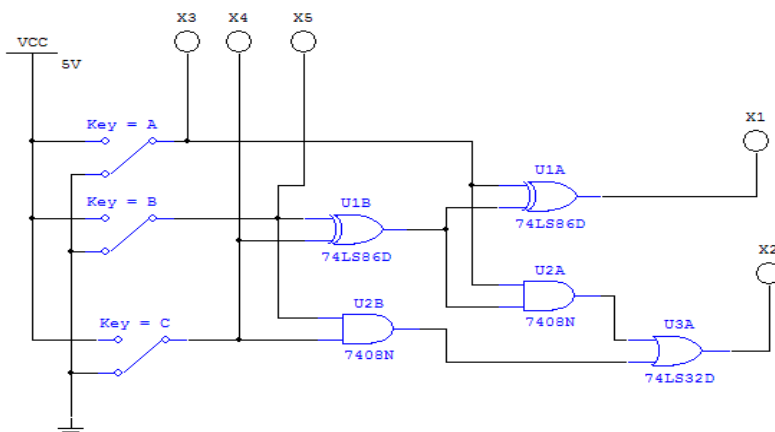 X3
X4
X5
VCC
5V
Key = A
X1
U1A
74LS86D
Key = B
U1B
74LS86D
X2
U2A
7408N
Key = C
U2B
7408N
U3A
74LS32D